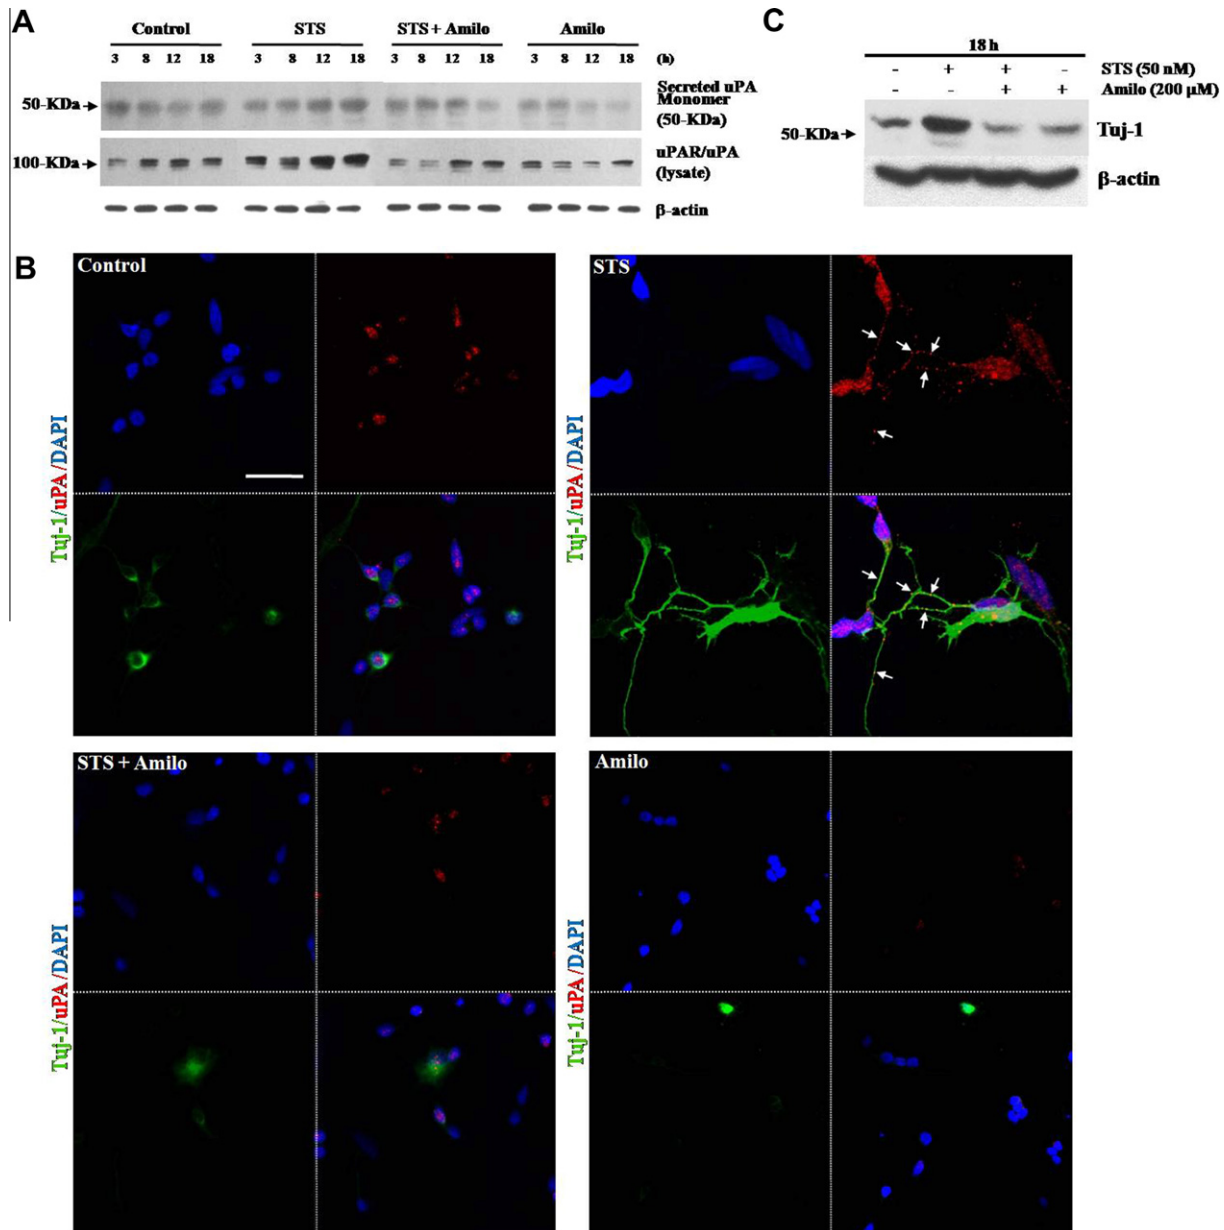 A
Control STS STS + Amilo Amilo
3 8 12 18 3 8 12 18 3 8 12 18 3 8 12 18 (h)
50-KDa
Secreted uPA
Monomer
(50-KDa)
100-KDa
uPAR/uPA
(lysate)
β-actin
C
18 h
- + + - STS (50 nM)
- - + + Amilo (200 μM)
50-KDa
Tuj-1
β-actin
B
Control
Tuj-1/uPA/DAPI
STS
Tuj-1/uPA/DAPI
STS + Amilo
Tuj-1/uPA/DAPI
Amilo
Tuj-1/uPA/DAPI